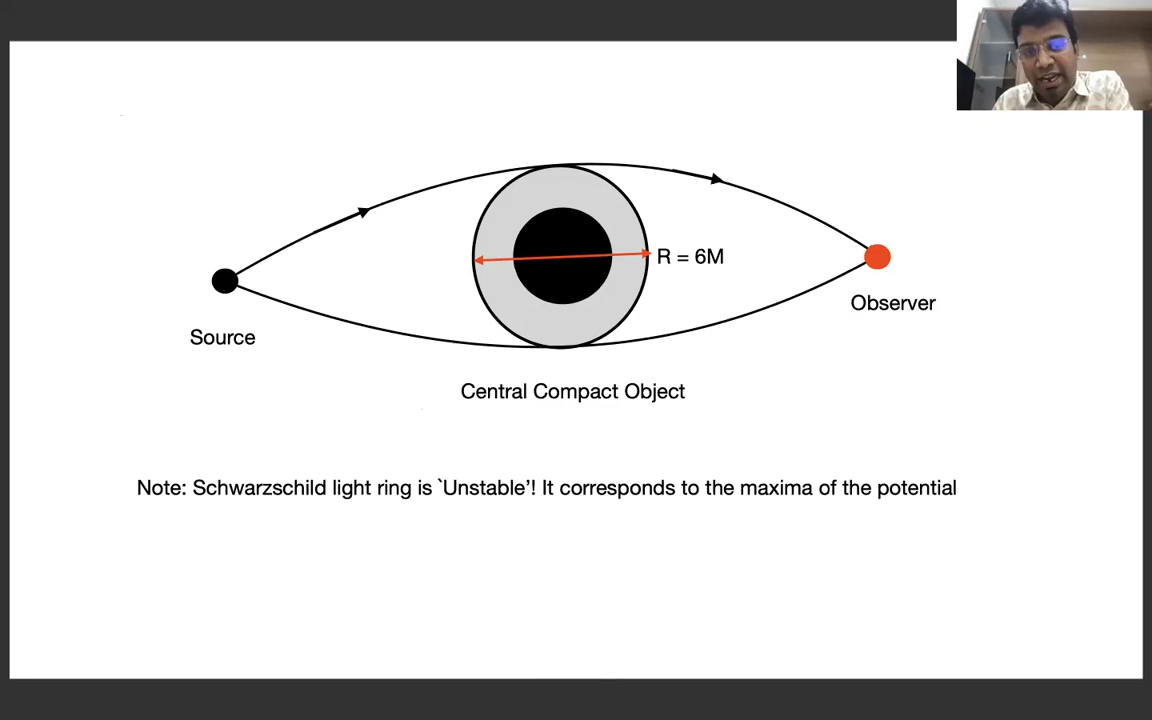 R = 6M
Observer
Source
Central Compact Object
Note: Schwarzschild light ring is `Unstable’! It corresponds to the maxima of the potential